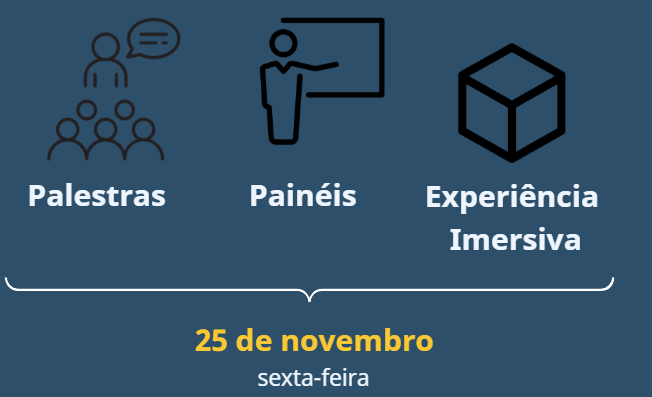 Palestras
Painéis
Experiência
Imersiva
25 de novembro
sexta-feira